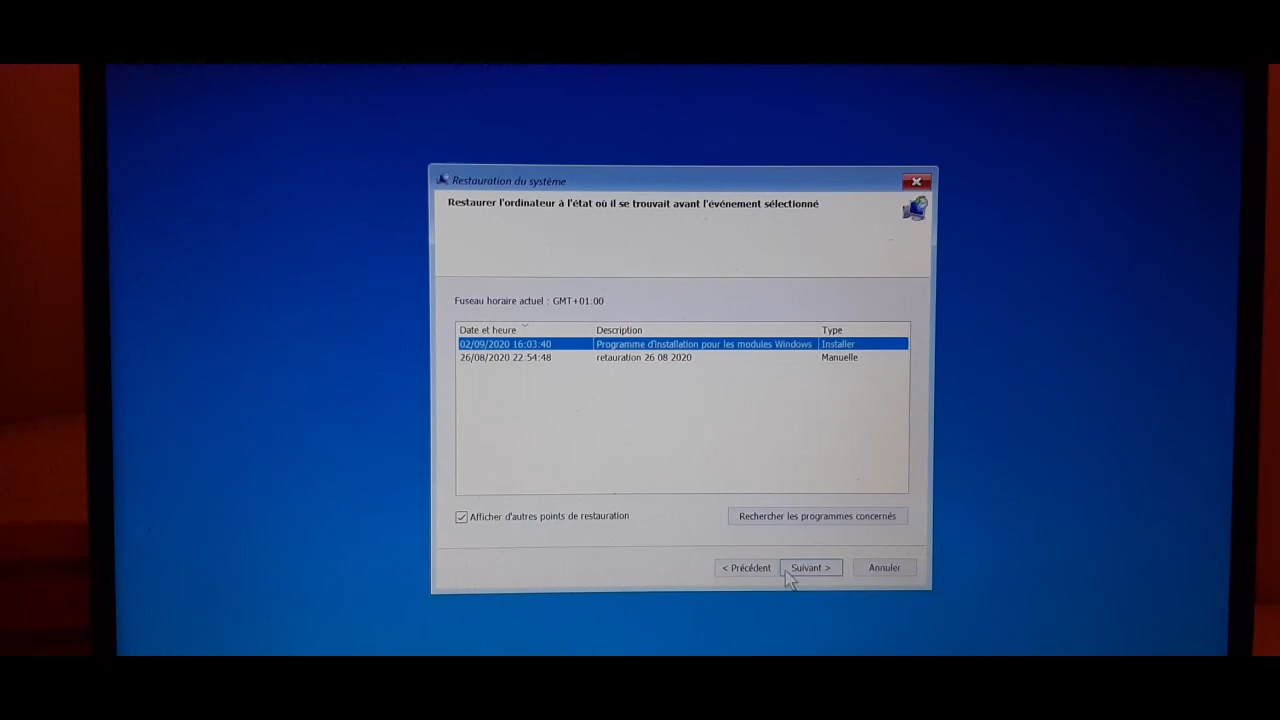 Restauration du système
Restaurer l'ordinateur à l'état où il se trouvait avant l'événement sélectionné
Fuseau horaire actuel : GMT+01:00
Date et heure Description Type
02/09/2020 16:03:40 Programme d'installation pour les modules Windows Installer
26/08/2020 22:54:48 retauration 26 08 2020 Manuelle
Afficher d'autres points de restauration Rechercher les programmes concernés
< Précédent Suivant > Annuler